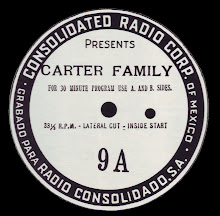 CONSOLIDATED RADIO CORP. OF MEXICO.
PRESENTS
CARTER FAMILY
FOR 30 MINUTE PROGRAM USE A. AND B. SIDES.
33⅓ R.P.M. - LATERAL CUT - INSIDE START
9A
GRABADO PARA RADIO CONSOLIDADO, S.A.